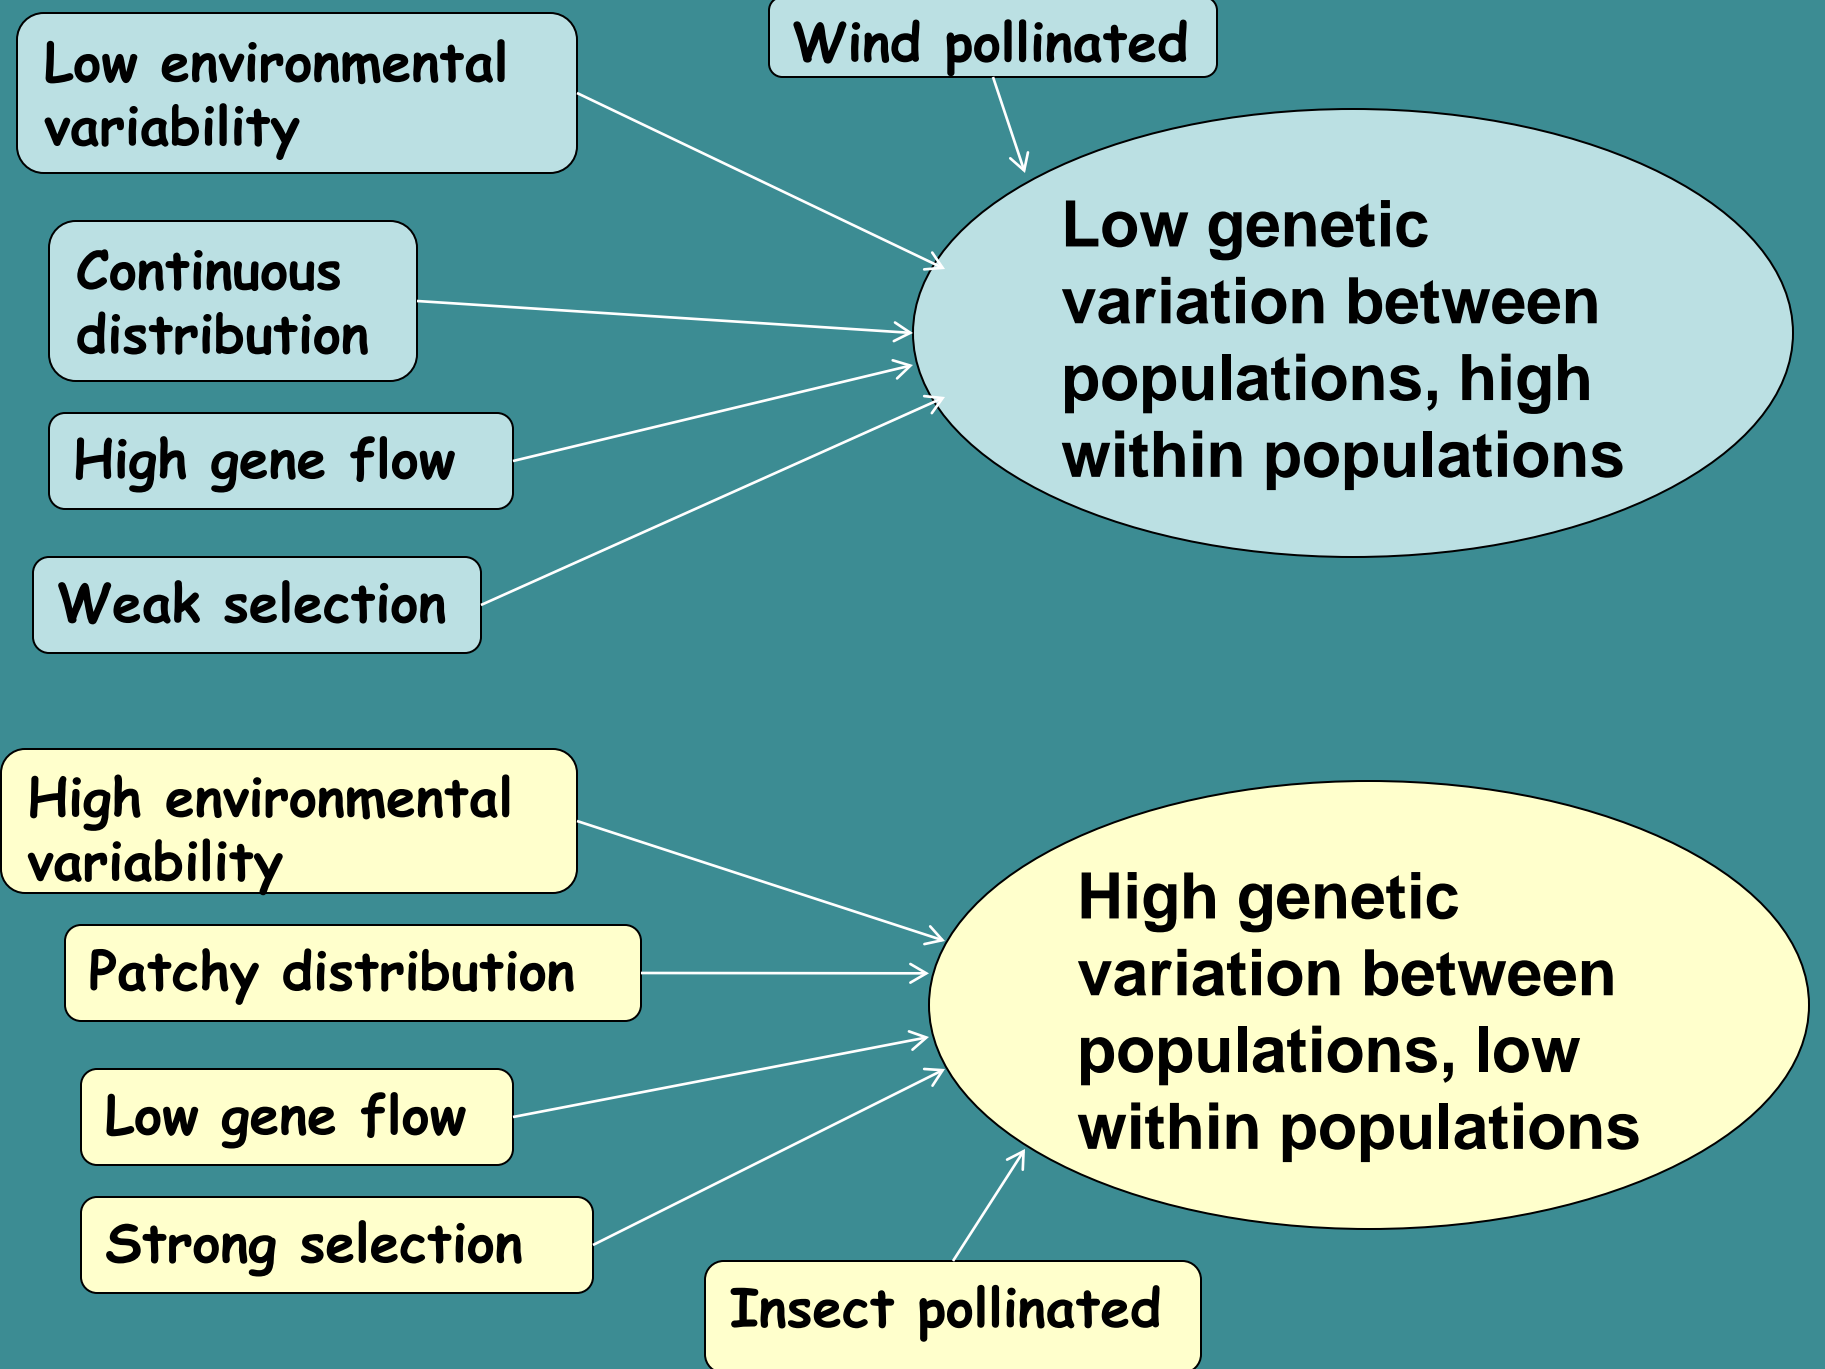 Low environmental
variability
Wind pollinated
Continuous
distribution
High gene flow
Weak selection
Low genetic
variation between
populations, high
within populations
High environmental
variability
Patchy distribution
Low gene flow
Strong selection
Insect pollinated
High genetic
variation between
populations, low
within populations